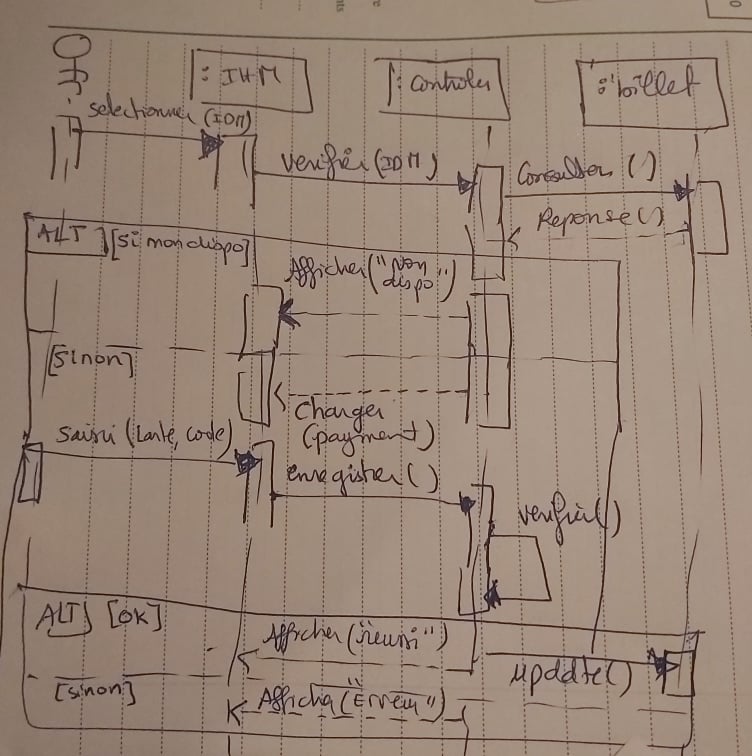 : IHM
: Controler
: billet
selectionner (IDM)
verifier (IDM)
Consulter ()
Reponse()
ALT [si non dispo]
Afficher("Non
dispo")
[sinon]
Charger
(payment)
saisir (carte, code)
enregistrer ()
verifier()
ALT [OK]
Afficher("reussi")
update()
[sinon]
Afficher("Erreur")